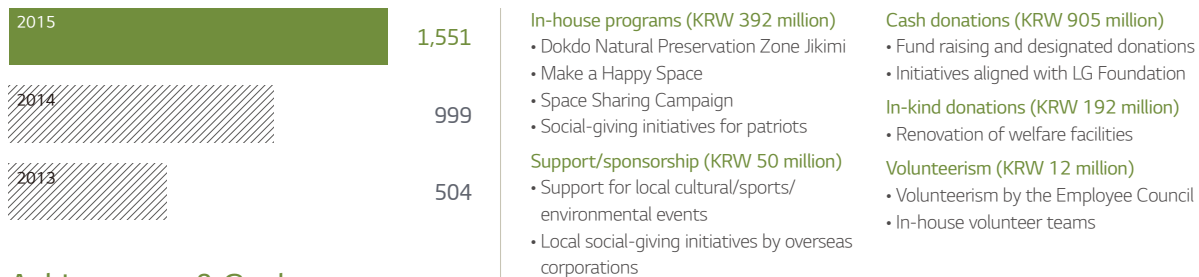 2015
1,551
2014
999
2013
504
In-house programs (KRW 392 million)
• Dokdo Natural Preservation Zone Jikimi
• Make a Happy Space
• Space Sharing Campaign
• Social-giving initiatives for patriots
Support/sponsorship (KRW 50 million)
• Support for local cultural/sports/
environmental events
• Local social-giving initiatives by overseas
corporations
Cash donations (KRW 905 million)
• Fund raising and designated donations
• Initiatives aligned with LG Foundation
In-kind donations (KRW 192 million)
• Renovation of welfare facilities
Volunteerism (KRW 12 million)
• Volunteerism by the Employee Council
• In-house volunteer teams